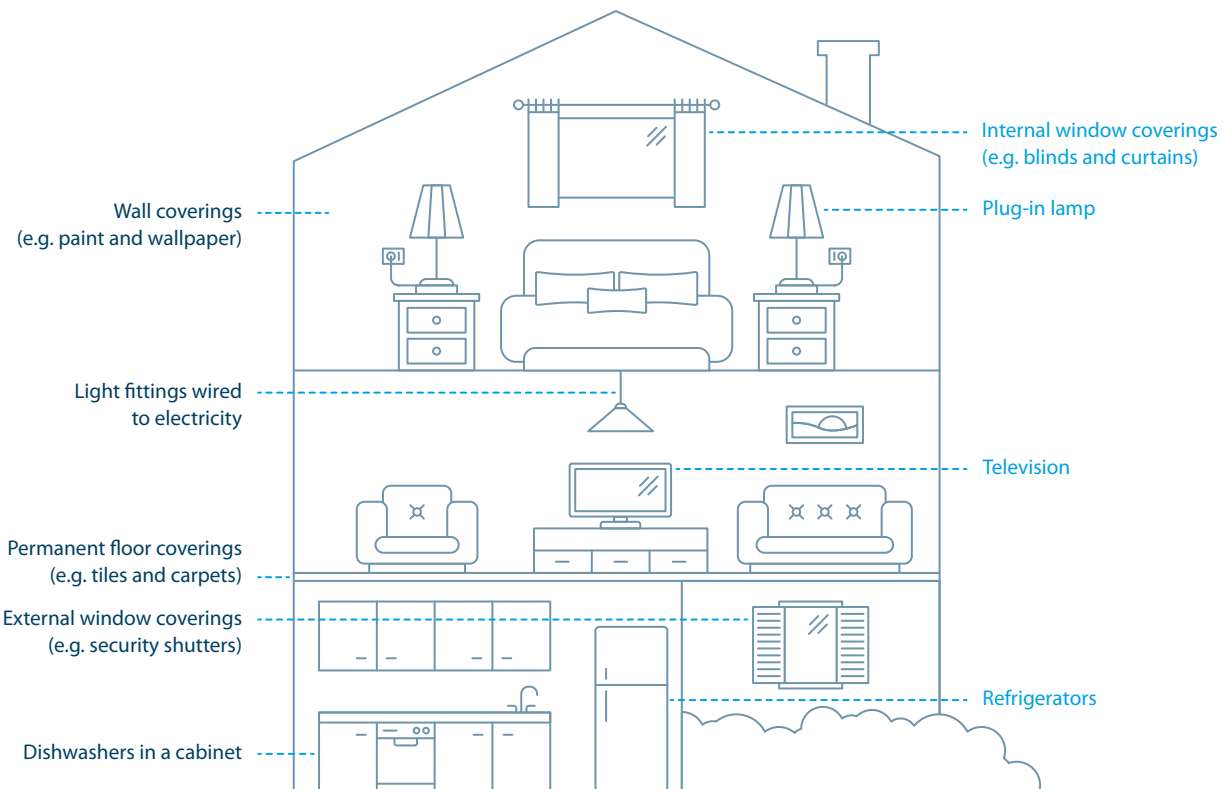 Internal window coverings
(e.g. blinds and curtains)
Wall coverings
(e.g. paint and wallpaper)
Plug-in lamp
Light fittings wired
to electricity
Television
Permanent floor coverings
(e.g. tiles and carpets)
External window coverings
(e.g. security shutters)
Refrigerators
Dishwashers in a cabinet